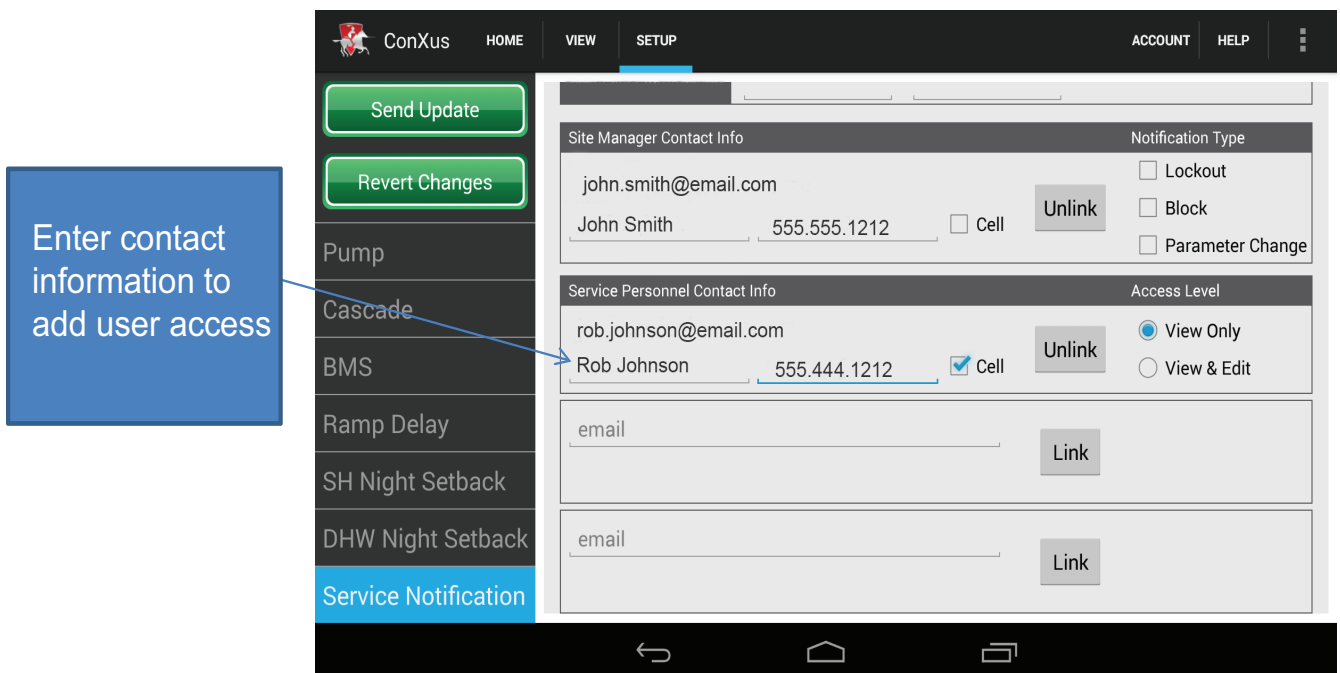 ConXus HOME VIEW SETUP ACCOUNT HELP
Send Update
Revert Changes
Pump
Cascade
BMS
Ramp Delay
SH Night Setback
DHW Night Setback
Service Notification
Enter contact
information to
add user access
Site Manager Contact Info Notification Type
john.smith@email.com
John Smith 555.555.1212 Cell Unlink
Lockout
Block
Parameter Change
Service Personnel Contact Info Access Level
rob.johnson@email.com
Rob Johnson 555.444.1212 Cell Unlink
View Only
View & Edit
email
Link
email
Link